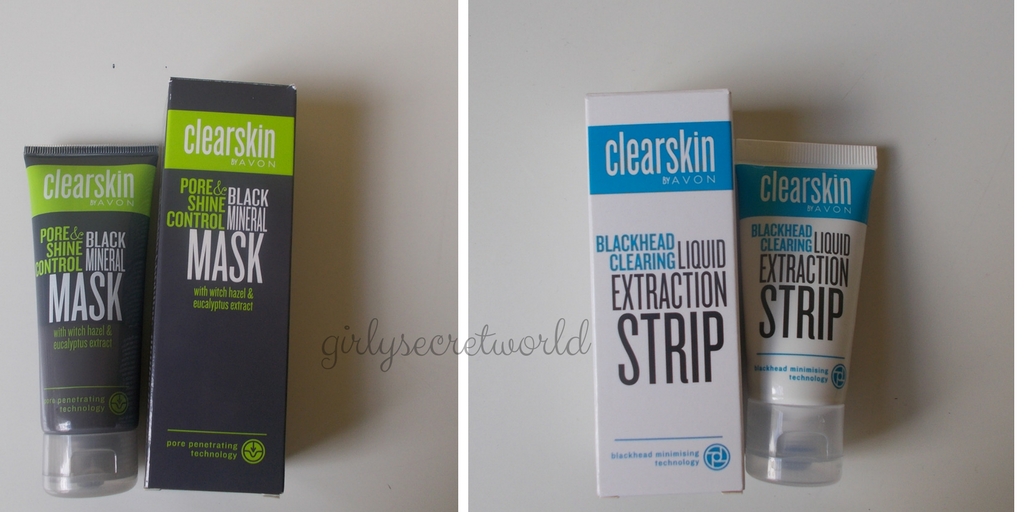 clearskin
BY AVON
PORE & SHINE CONTROL BLACK MINERAL
MASK
with witch hazel &
eucalyptus extract
pore penetrating
technology
clearskin
BY AVON
PORE & SHINE CONTROL BLACK MINERAL
MASK
with witch hazel &
eucalyptus extract
pore penetrating
technology
girlysecretworld
clearskin
BY AVON
BLACKHEAD CLEARING LIQUID
EXTRACTION
STRIP
blackhead minimising
technology
clearskin
BY AVON
BLACKHEAD CLEARING LIQUID
EXTRACTION
STRIP
blackhead minimising
technology